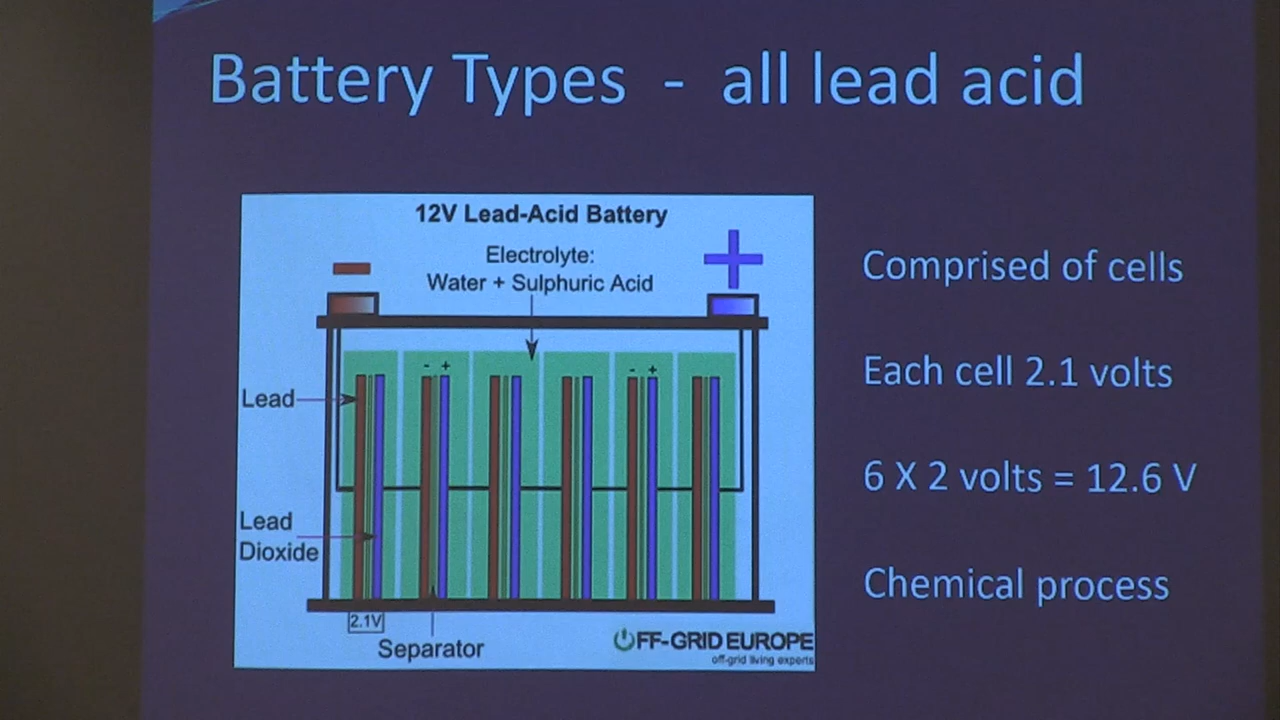 Battery Types - all lead acid
12V Lead-Acid Battery
Electrolyte:
Water + Sulphuric Acid
- +
- +
Lead
Lead
Dioxide
2.1V
Separator
OFF-GRID EUROPE
off-grid living experts
Comprised of cells
Each cell 2.1 volts
6 X 2 volts = 12.6 V
Chemical process